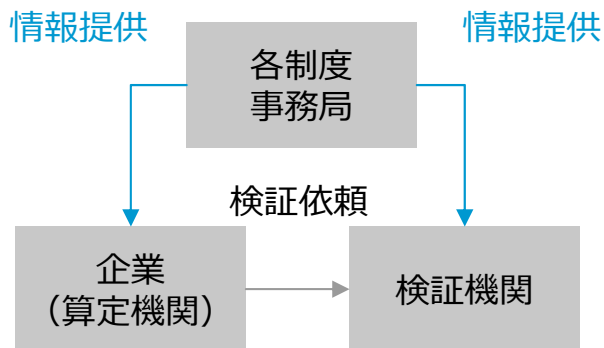 情報提供
情報提供
各制度
事務局
検証依頼
企業
（算定機関）
検証機関